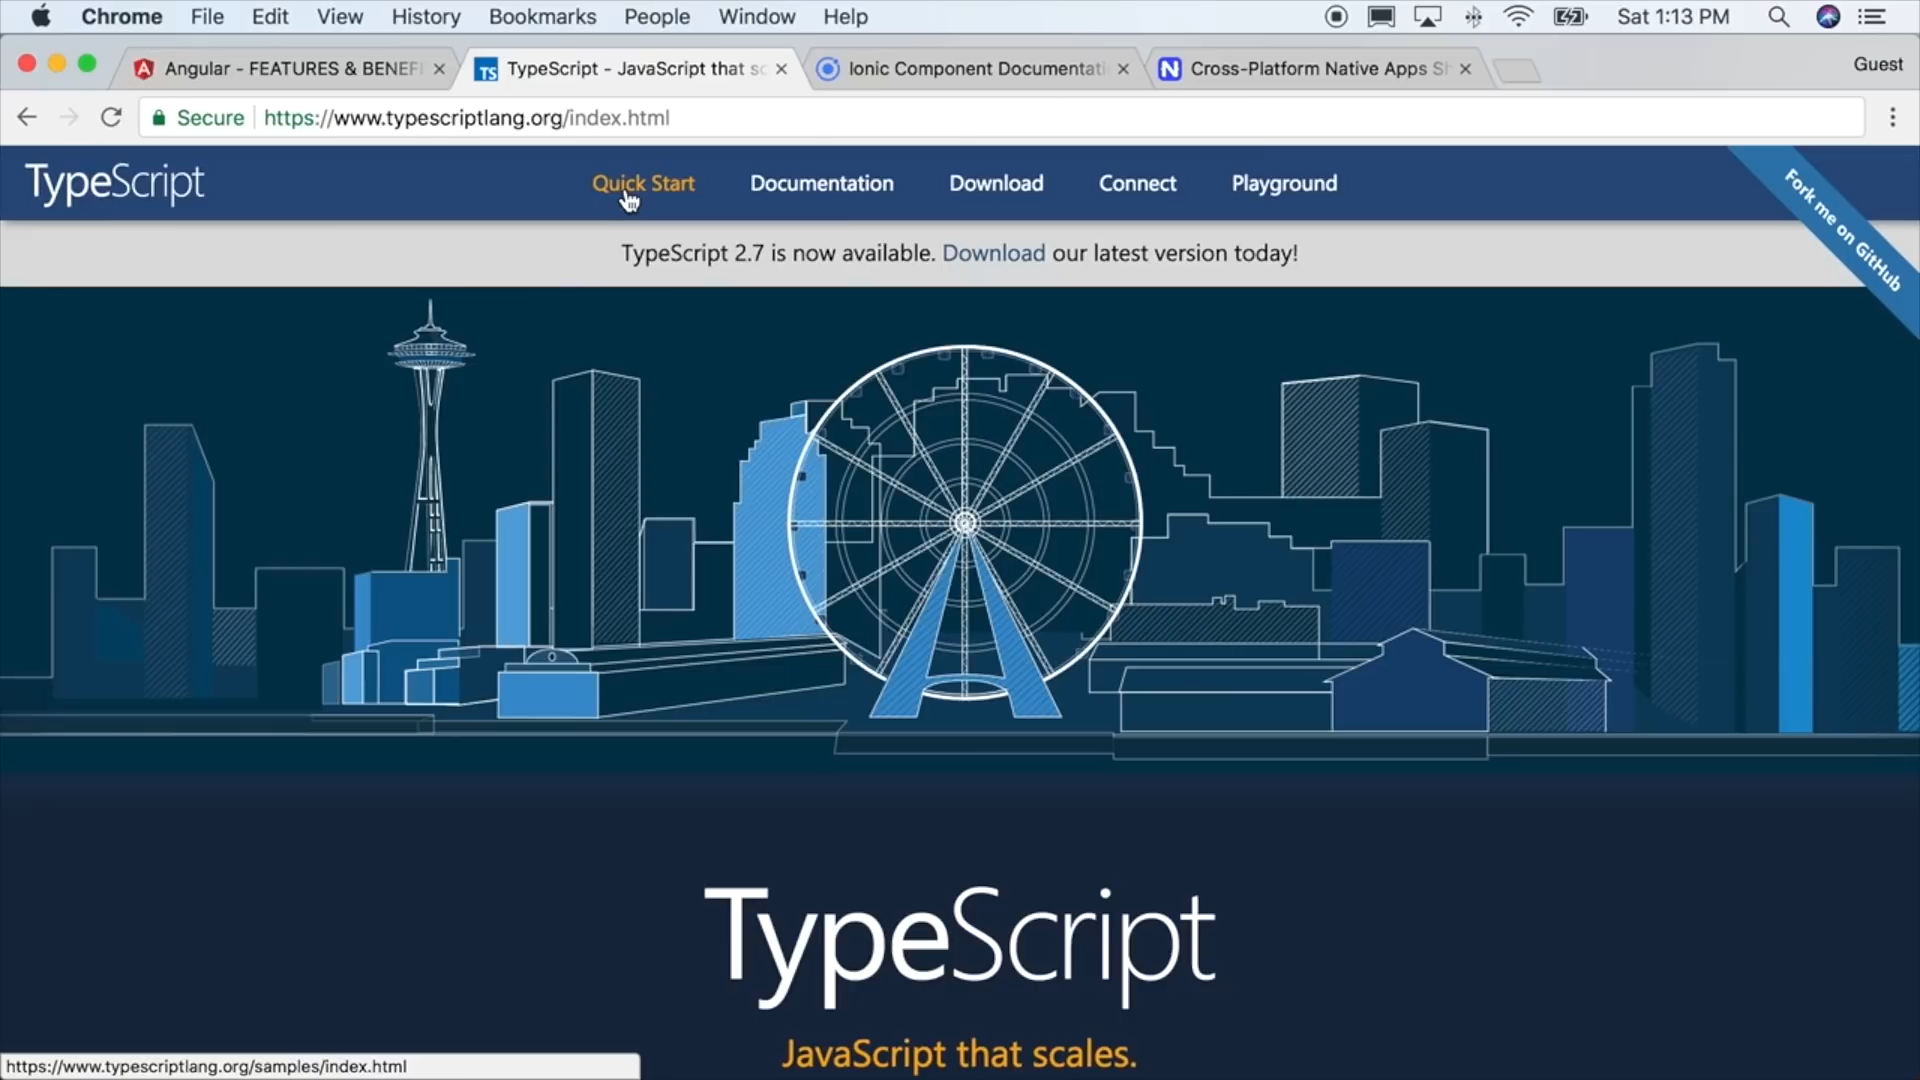 Chrome File Edit View History Bookmarks People Window Help Sat 1:13 PM
Angular - FEATURES & BENEF TypeScript - JavaScript that sc Ionic Component Documentati Cross-Platform Native Apps Sh Guest
Secure https://www.typescriptlang.org/index.html
TypeScript Quick Start Documentation Download Connect Playground
Fork me on GitHub
TypeScript 2.7 is now available. Download our latest version today!
TypeScript
JavaScript that scales.
https://www.typescriptlang.org/samples/index.html